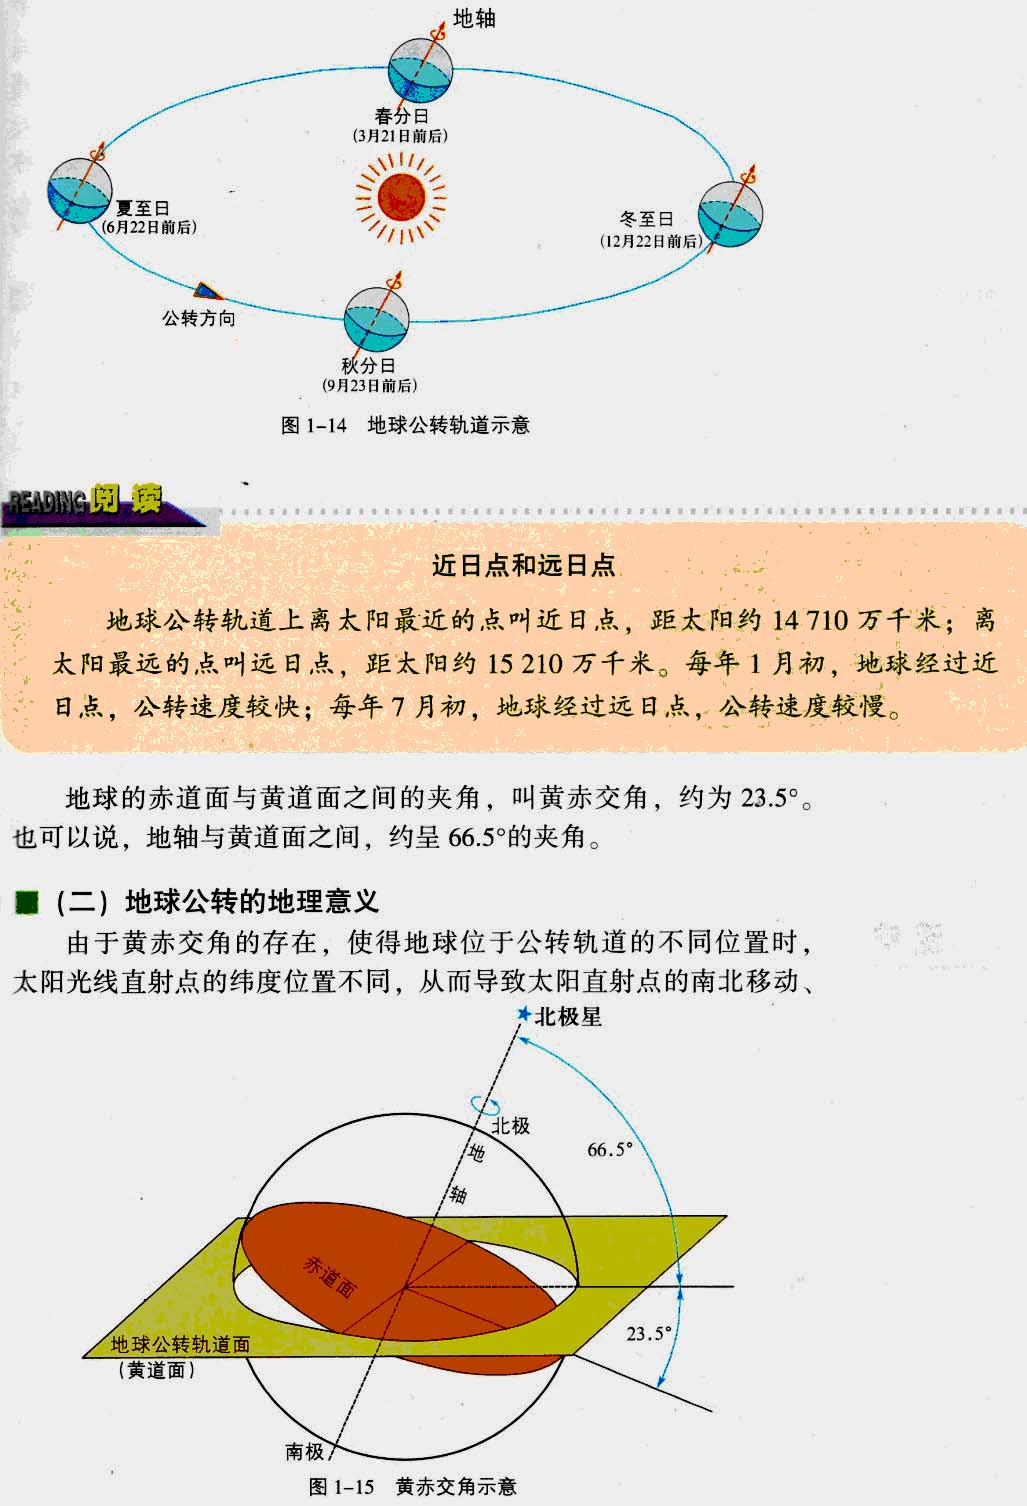 地轴
春分日
(3月21日前后)
夏至日
(6月22日前后)
冬至日
(12月22日前后)
公转方向
秋分日
(9月23日前后)
图 1-14 地球公转轨道示意
READING 阅读
近日点和远日点
地球公转轨道上离太阳最近的点叫近日点，距太阳约 14 710 万千米；离
太阳最远的点叫远日点，距太阳约 15 210 万千米。每年 1 月初，地球经过近
日点，公转速度较快；每年 7 月初，地球经过远日点，公转速度较慢。
地球的赤道面与黄道面之间的夹角，叫黄赤交角，约为 23.5°。
也可以说，地轴与黄道面之间，约呈 66.5°的夹角。
（二）地球公转的地理意义
由于黄赤交角的存在，使得地球位于公转轨道的不同位置时，
太阳光线直射点的纬度位置不同，从而导致太阳直射点的南北移动、
北极星
北极
地轴
66.5°
赤道面
23.5°
地球公转轨道面
（黄道面）
南极
图 1-15 黄赤交角示意